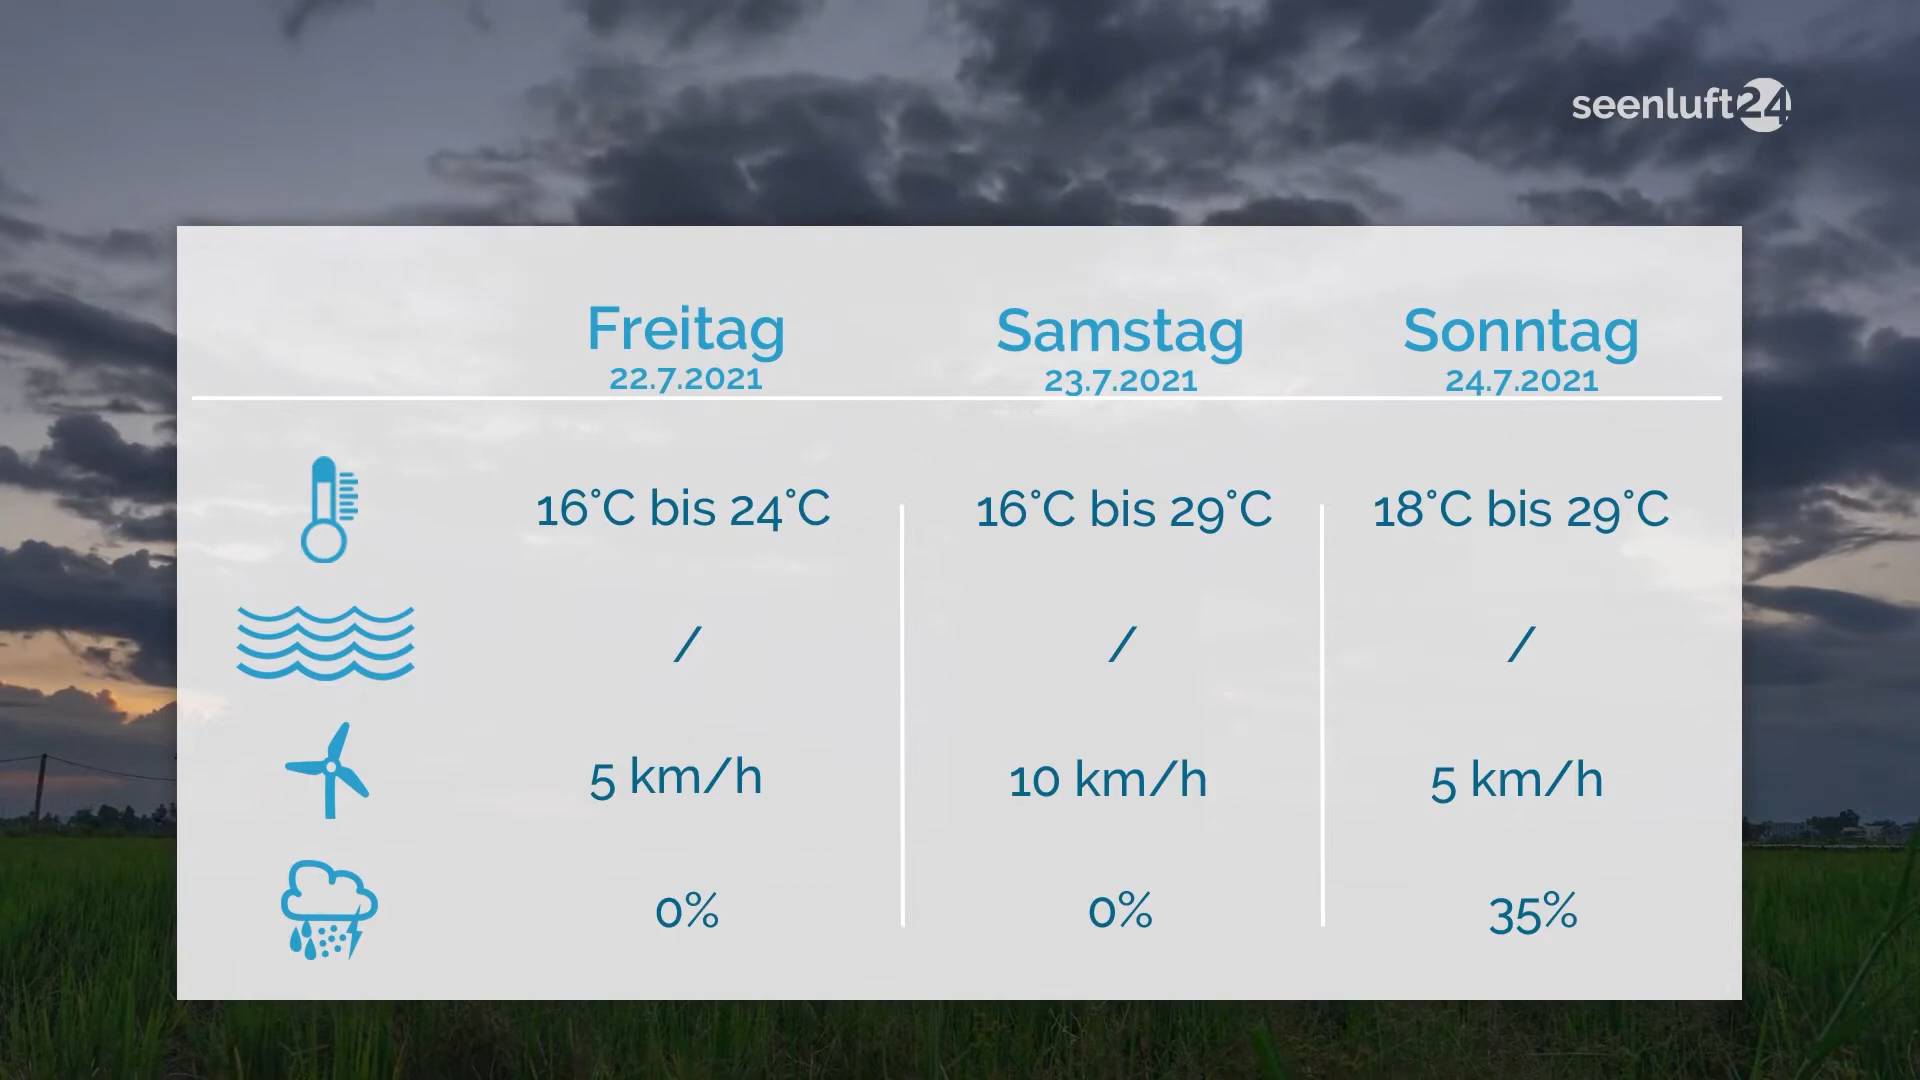 seenluft24
Freitag Samstag Sonntag
22.7.2021 23.7.2021 24.7.2021
16°C bis 24°C 16°C bis 29°C 18°C bis 29°C
/ / /
5 km/h 10 km/h 5 km/h
0% 0% 35%